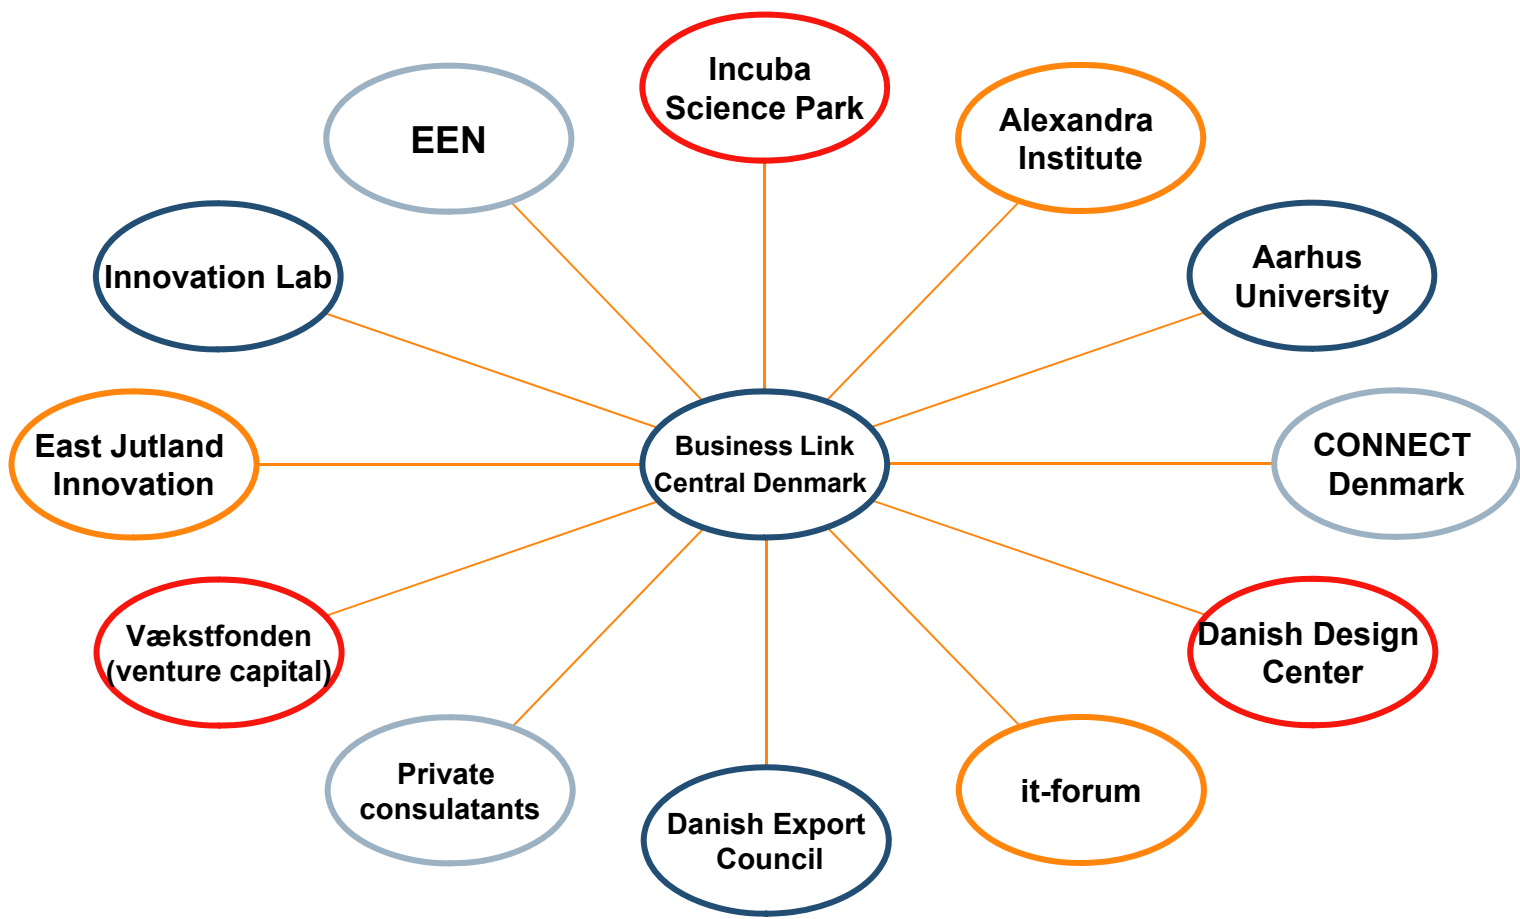 Incuba
Science Park
Alexandra
Institute
EEN
Aarhus
University
Innovation Lab
CONNECT
Denmark
East Jutland
Innovation
Business Link
Central Denmark
Danish Design
Center
Vækstfonden
(venture capital)
it-forum
Private
consulatants
Danish Export
Council